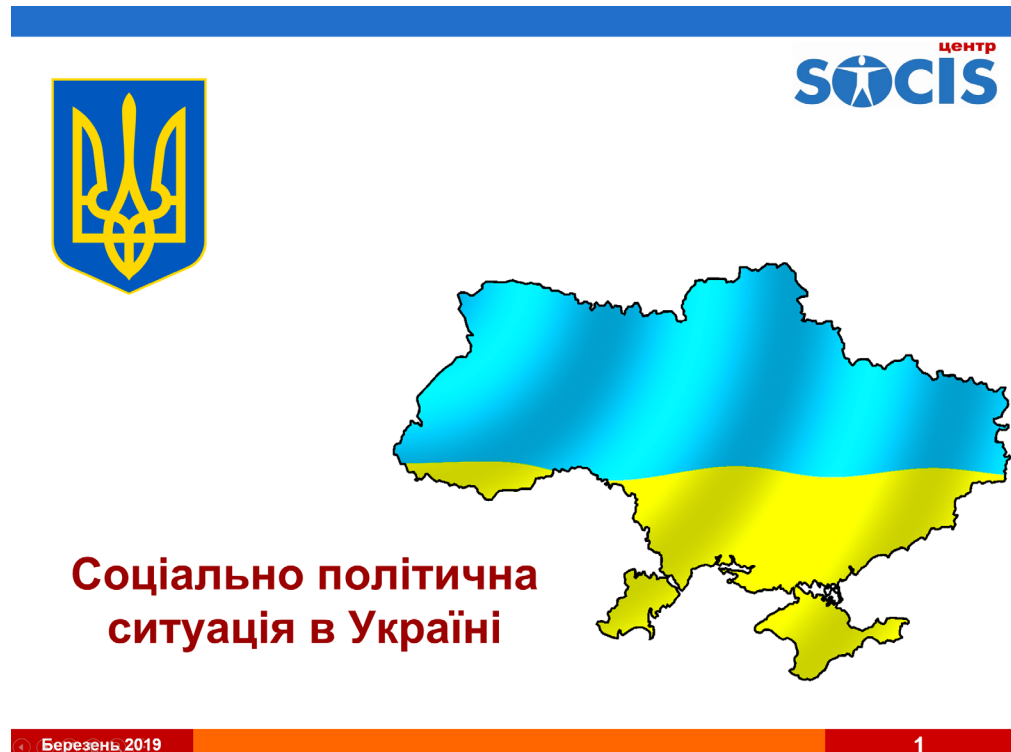 центр
SOCIS
Соціально політична
ситуація в Україні
Березень 2019
1